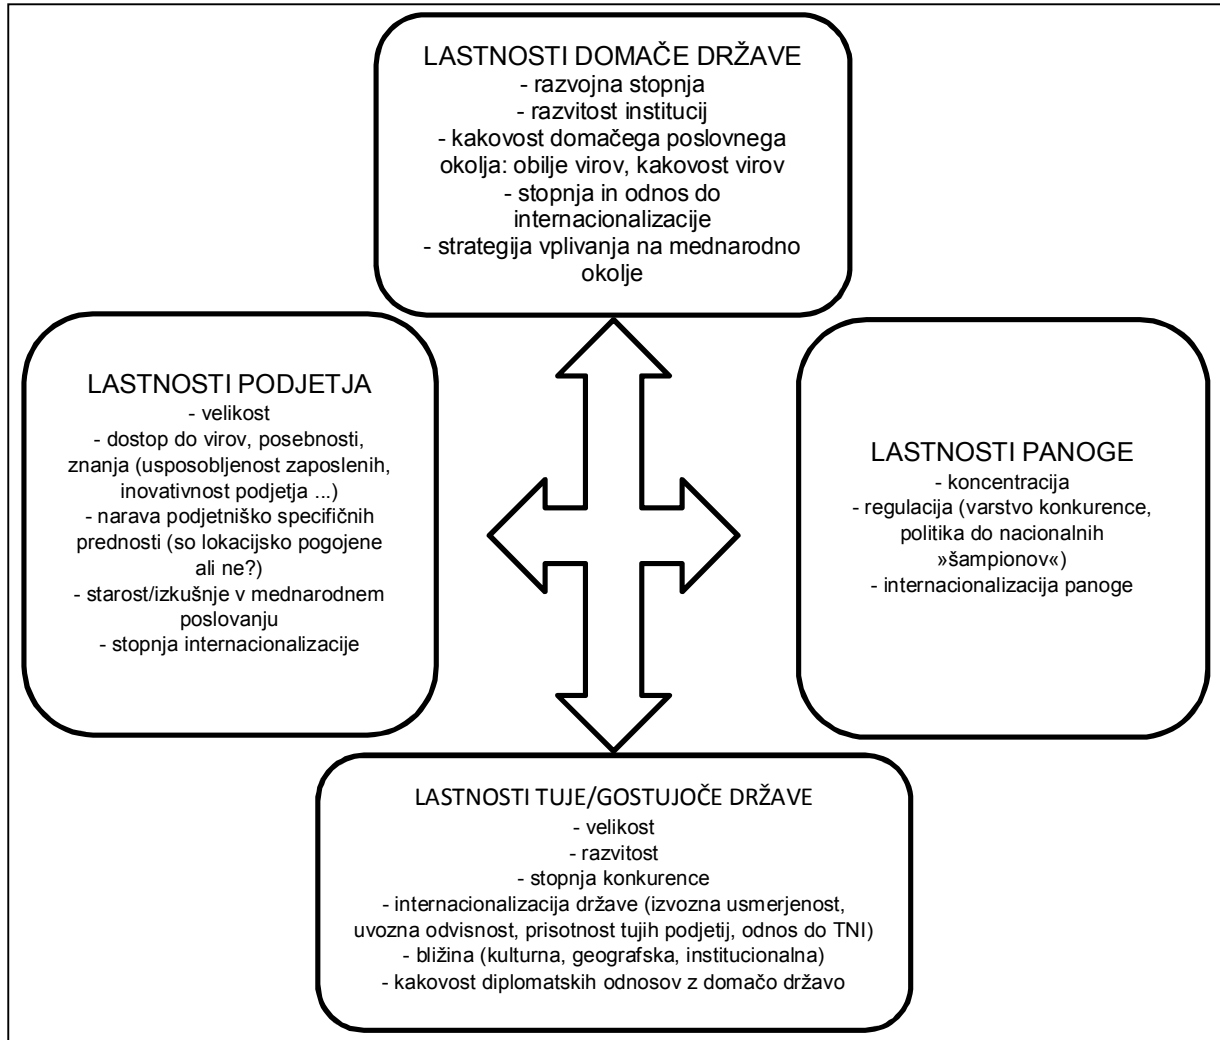 LASTNOSTI DOMAČE DRŽAVE
- razvojna stopnja
- razvitost institucij
- kakovost domačega poslovnega
okolja: obilje virov, kakovost virov
- stopnja in odnos do
internacionalizacije
- strategija vplivanja na mednarodno
okolje
LASTNOSTI PODJETJA
- velikost
- dostop do virov, posebnosti,
znanja (usposobljenost zaposlenih,
inovativnost podjetja ...)
- narava podjetniško specifičnih
prednosti (so lokacijsko pogojene
ali ne?)
- starost/izkušnje v mednarodnem
poslovanju
- stopnja internacionalizacije
LASTNOSTI PANOGE
- koncentracija
- regulacija (varstvo konkurence,
politika do nacionalnih
»šampionov«)
- internacionalizacija panoge
LASTNOSTI TUJE/GOSTUJOČE DRŽAVE
- velikost
- razvitost
- stopnja konkurence
- internacionalizacija države (izvozna usmerjenost,
uvozna odvisnost, prisotnost tujih podjetij, odnos do TNI)
- bližina (kulturna, geografska, institucionalna)
- kakovost diplomatskih odnosov z domačo državo